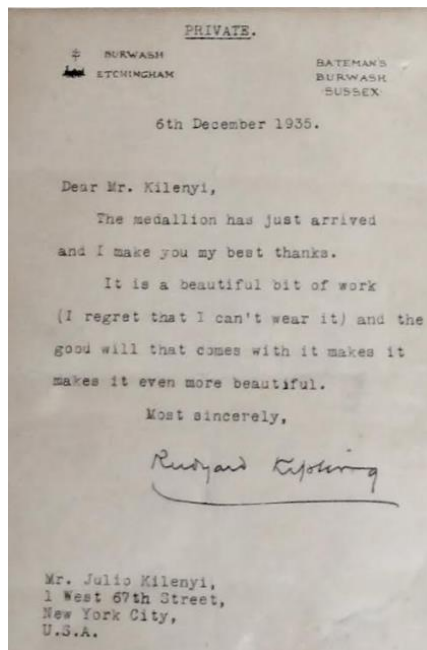 PRIVATE.
BURWASH
ETCHINGHAM
BATEMAN'S
BURWASH
SUSSEX
6th December 1935.
Dear Mr. Kilenyi,
The medallion has just arrived
and I make you my best thanks.
It is a beautiful bit of work
(I regret that I can't wear it) and the
good will that comes with it makes it
makes it even more beautiful.
Most sincerely,
Rudyard Kipling
Mr. Julio Kilenyi,
1 West 67th Street,
New York City,
U.S.A.